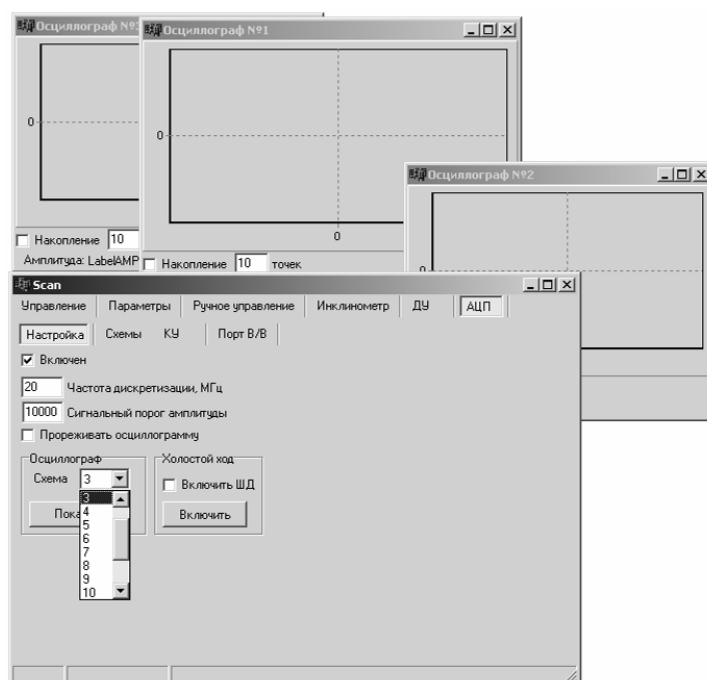 Осциллограф №3
Осциллограф №1
0
0
0
Осциллограф №2
0
Накопление 10
Амплитуда: LabelAMP
Накопление 10 точек
Scan
Управление Параметры Ручное управление Инклинометр ДУ АЦП
Настройка Схемы КУ Порт В/В
Включен
20 Частота дискретизации, МГц
10000 Сигнальный порог амплитуды
Прореживать осциллограмму
Осциллограф Холостой ход
Схема 3 Включить ШД
Пока Включить
3
4
5
6
7
8
9
10